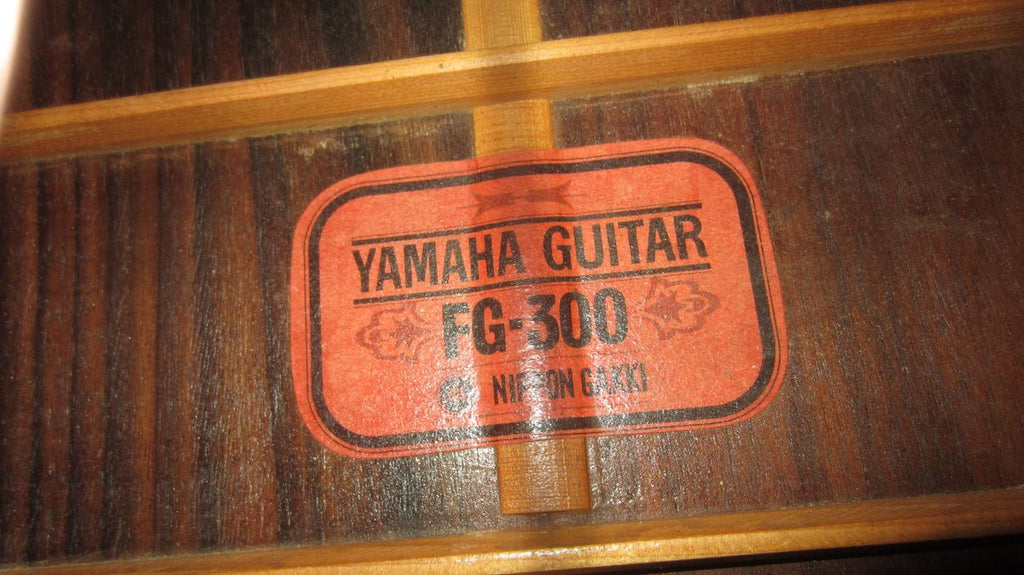 YAMAHA GUITAR
FG-300
NIPPON GAKKI